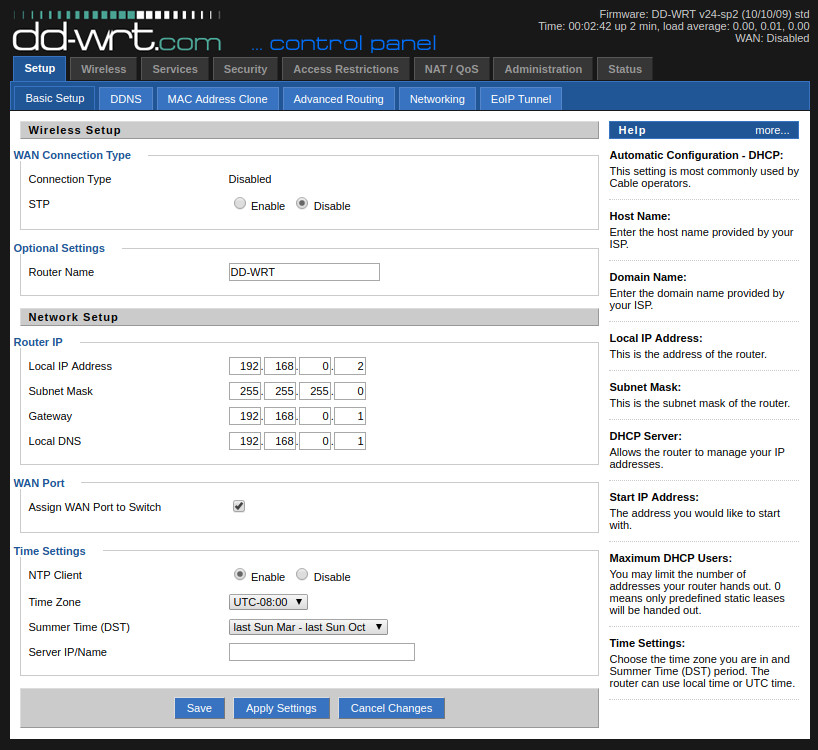 Firmware: DD-WRT v24-sp2 (10/10/09) std
Time: 00:02:42 up 2 min, load average: 0.00, 0.01, 0.00
WAN: Disabled
dd-wrt.com ... control panel
Setup Wireless Services Security Access Restrictions NAT / QoS Administration Status
Basic Setup DDNS MAC Address Clone Advanced Routing Networking EoIP Tunnel
Wireless Setup
WAN Connection Type
Connection Type Disabled
STP Enable Disable
Optional Settings
Router Name DD-WRT
Network Setup
Router IP
Local IP Address 192.168.0.2
Subnet Mask 255.255.255.0
Gateway 192.168.0.1
Local DNS 192.168.0.1
WAN Port
Assign WAN Port to Switch
Time Settings
NTP Client Enable Disable
Time Zone UTC-08:00
Summer Time (DST) last Sun Mar - last Sun Oct
Server IP/Name
Save Apply Settings Cancel Changes
Help more...
Automatic Configuration - DHCP:
This setting is most commonly used by
Cable operators.
Host Name:
Enter the host name provided by your
ISP.
Domain Name:
Enter the domain name provided by
your ISP.
Local IP Address:
This is the address of the router.
Subnet Mask:
This is the subnet mask of the router.
DHCP Server:
Allows the router to manage your IP
addresses.
Start IP Address:
The address you would like to start
with.
Maximum DHCP Users:
You may limit the number of
addresses your router hands out. 0
means only predefined static leases
will be handed out.
Time Settings:
Choose the time zone you are in and
Summer Time (DST) period. The
router can use local time or UTC time.